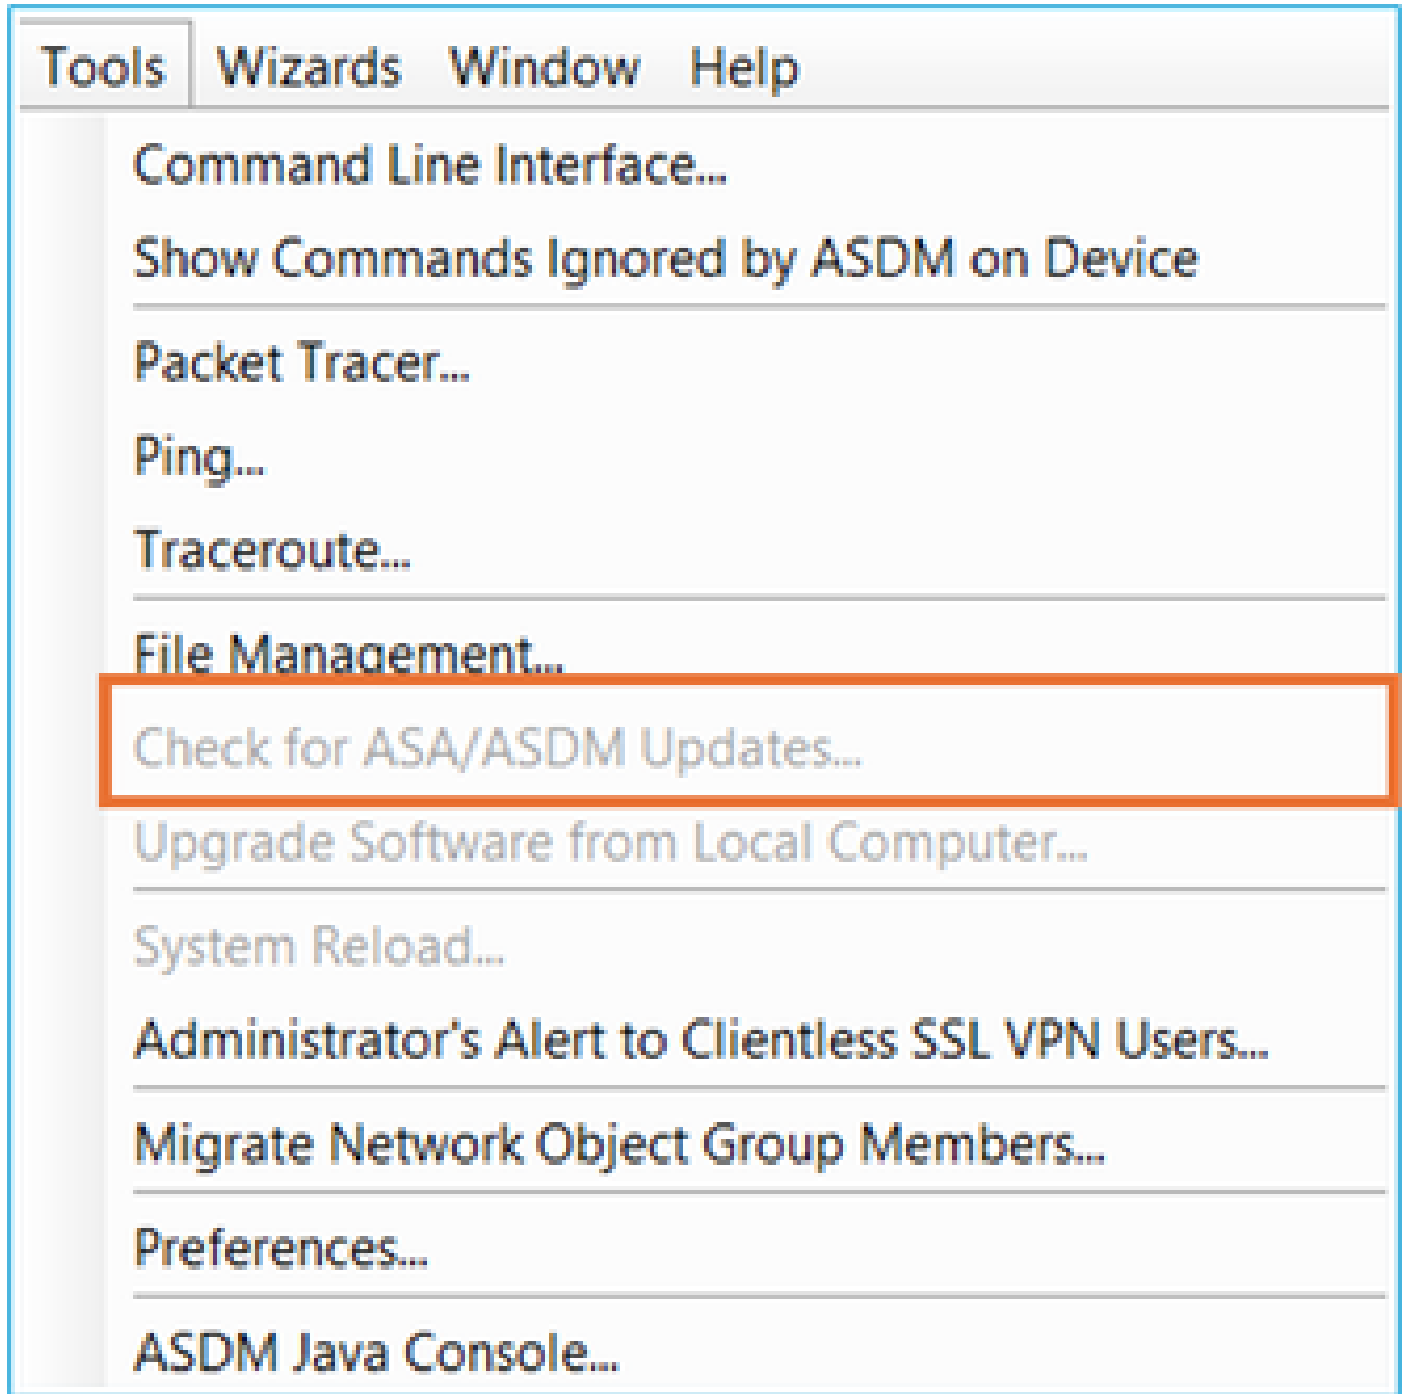 Tools Wizards Window Help
Command Line Interface...
Show Commands Ignored by ASDM on Device
Packet Tracer...
Ping...
Traceroute...
File Management...
Check for ASA/ASDM Updates...
Upgrade Software from Local Computer...
System Reload...
Administrator's Alert to Clientless SSL VPN Users...
Migrate Network Object Group Members...
Preferences...
ASDM Java Console...